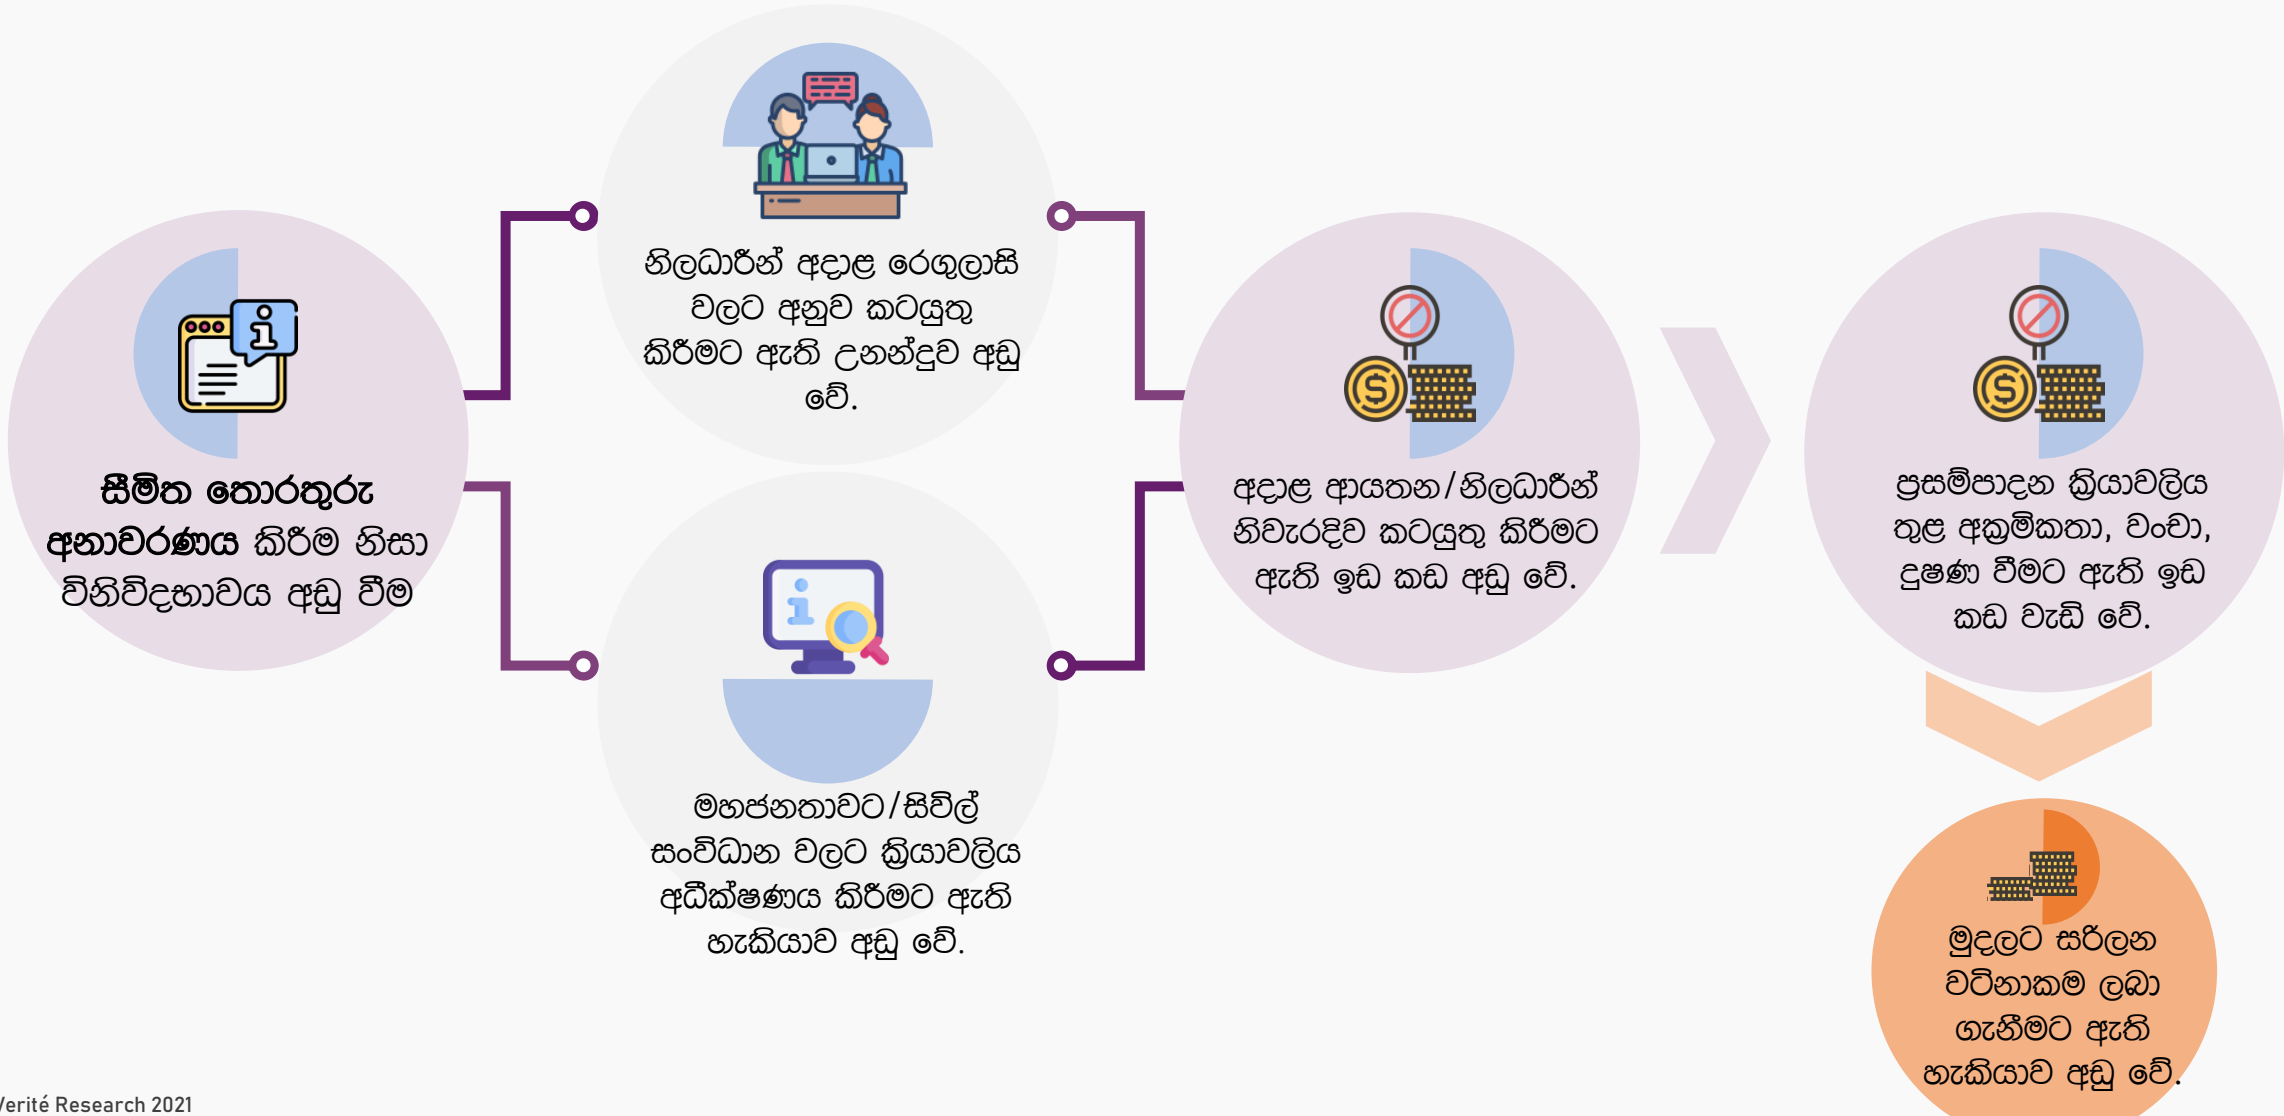 සීමිත තොරතුරු
අනාවරණය කිරීම නිසා
විනිවිදභාවය අඩු වීම
නිලධාරීන් අදාළ රෙගුලාසි
වලට අනුව කටයුතු
කිරීමට ඇති උනන්දුව අඩු
වේ.
මහජනතාවට/සිවිල්
සංවිධාන වලට ක්‍රියාවලිය
අධීක්ෂණය කිරීමට ඇති
හැකියාව අඩු වේ.
අදාළ ආයතන/නිලධාරීන්
නිවැරදිව කටයුතු කිරීමට
ඇති ඉඩ කඩ අඩු වේ.
ප්‍රසම්පාදන ක්‍රියාවලිය
තුළ අක්‍රමිකතා, වංචා,
දූෂණ වීමට ඇති ඉඩ
කඩ වැඩි වේ.
මුදලට සරිලන
වටිනාකම ලබා
ගැනීමට ඇති
හැකියාව අඩු වේ.
Verité Research 2021